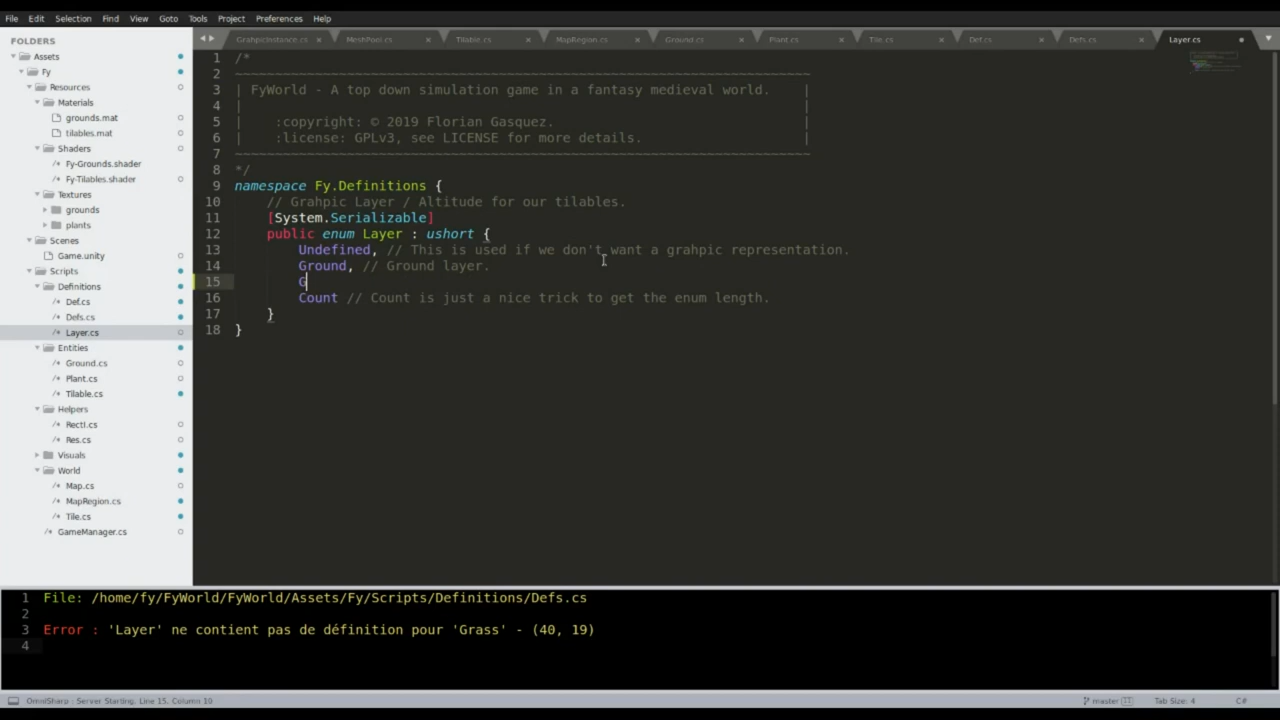 File Edit Selection Find View Goto Tools Project Preferences Help
FOLDERS
Assets
Fy
Resources
Materials
grounds.mat
tilables.mat
Shaders
Fy-Grounds.shader
Fy-Tilables.shader
Textures
grounds
plants
Scenes
Game.unity
Scripts
Definitions
Def.cs
Defs.cs
Layer.cs
Entities
Ground.cs
Plant.cs
Tilable.cs
Helpers
RectI.cs
Res.cs
Visuals
World
Map.cs
MapRegion.cs
Tile.cs
GameManager.cs
GrahpicInstance.cs MeshPool.cs Tilable.cs MapRegion.cs Ground.cs Plant.cs Tile.cs Def.cs Defs.cs Layer.cs
1 /*
2 ~~~~~~~~~~~~~~~~~~~~~~~~~~~~~~~~~~~~~~~~~~~~~~~~~~~~~~~~~~~~~~~~~~~~~~~~
3 | FyWorld - A top down simulation game in a fantasy medieval world. |
4 | |
5 | :copyright: © 2019 Florian Gasquez. |
6 | :license: GPLv3, see LICENSE for more details. |
7 ~~~~~~~~~~~~~~~~~~~~~~~~~~~~~~~~~~~~~~~~~~~~~~~~~~~~~~~~~~~~~~~~~~~~~~~~
8 */
9 namespace Fy.Definitions {
10 // Grahpic Layer / Altitude for our tilables.
11 [System.Serializable]
12 public enum Layer : ushort {
13 Undefined, // This is used if we don't want a grahpic representation.
14 Ground, // Ground layer.
15 G
16 Count // Count is just a nice trick to get the enum length.
17 }
18 }
1 File: /home/fy/FyWorld/FyWorld/Assets/Fy/Scripts/Definitions/Defs.cs
2
3 Error : 'Layer' ne contient pas de définition pour 'Grass' - (40, 19)
4
OmniSharp : Server Starting, Line 15, Column 10 master Tab Size: 4 C#